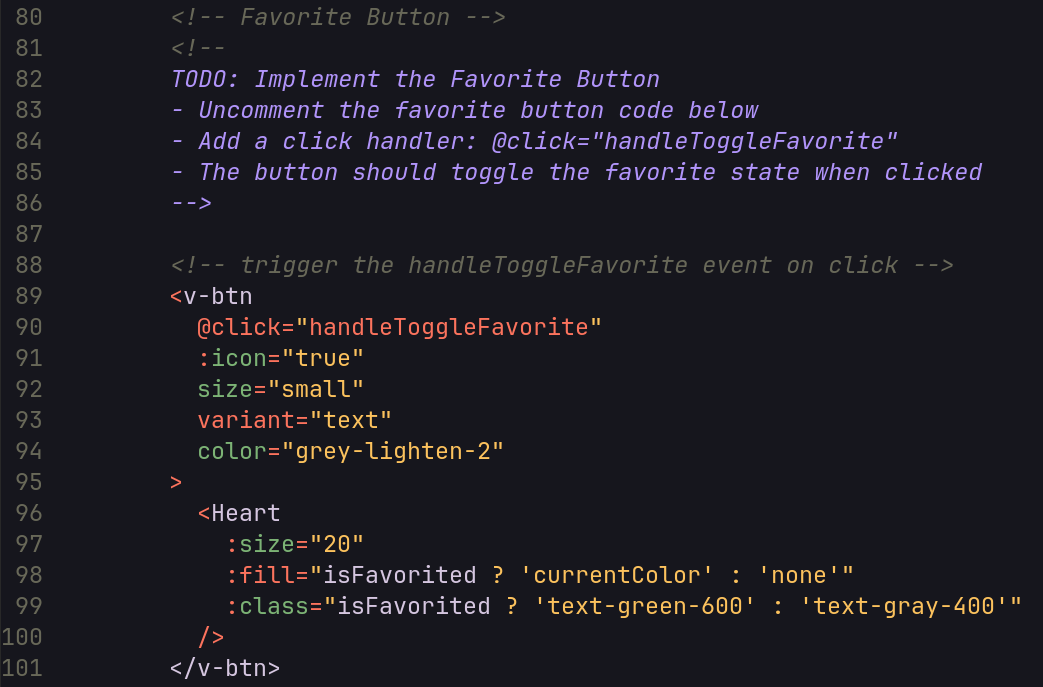 80 <!-- Favorite Button -->
81 <!--
82 TODO: Implement the Favorite Button
83 - Uncomment the favorite button code below
84 - Add a click handler: @click="handleToggleFavorite"
85 - The button should toggle the favorite state when clicked
86 -->
87
88 <!-- trigger the handleToggleFavorite event on click -->
89 <v-btn
90 @click="handleToggleFavorite"
91 :icon="true"
92 size="small"
93 variant="text"
94 color="grey-lighten-2"
95 >
96 <Heart
97 :size="20"
98 :fill="isFavorited ? 'currentColor' : 'none'"
99 :class="isFavorited ? 'text-green-600' : 'text-gray-400'"
100 />
101 </v-btn>